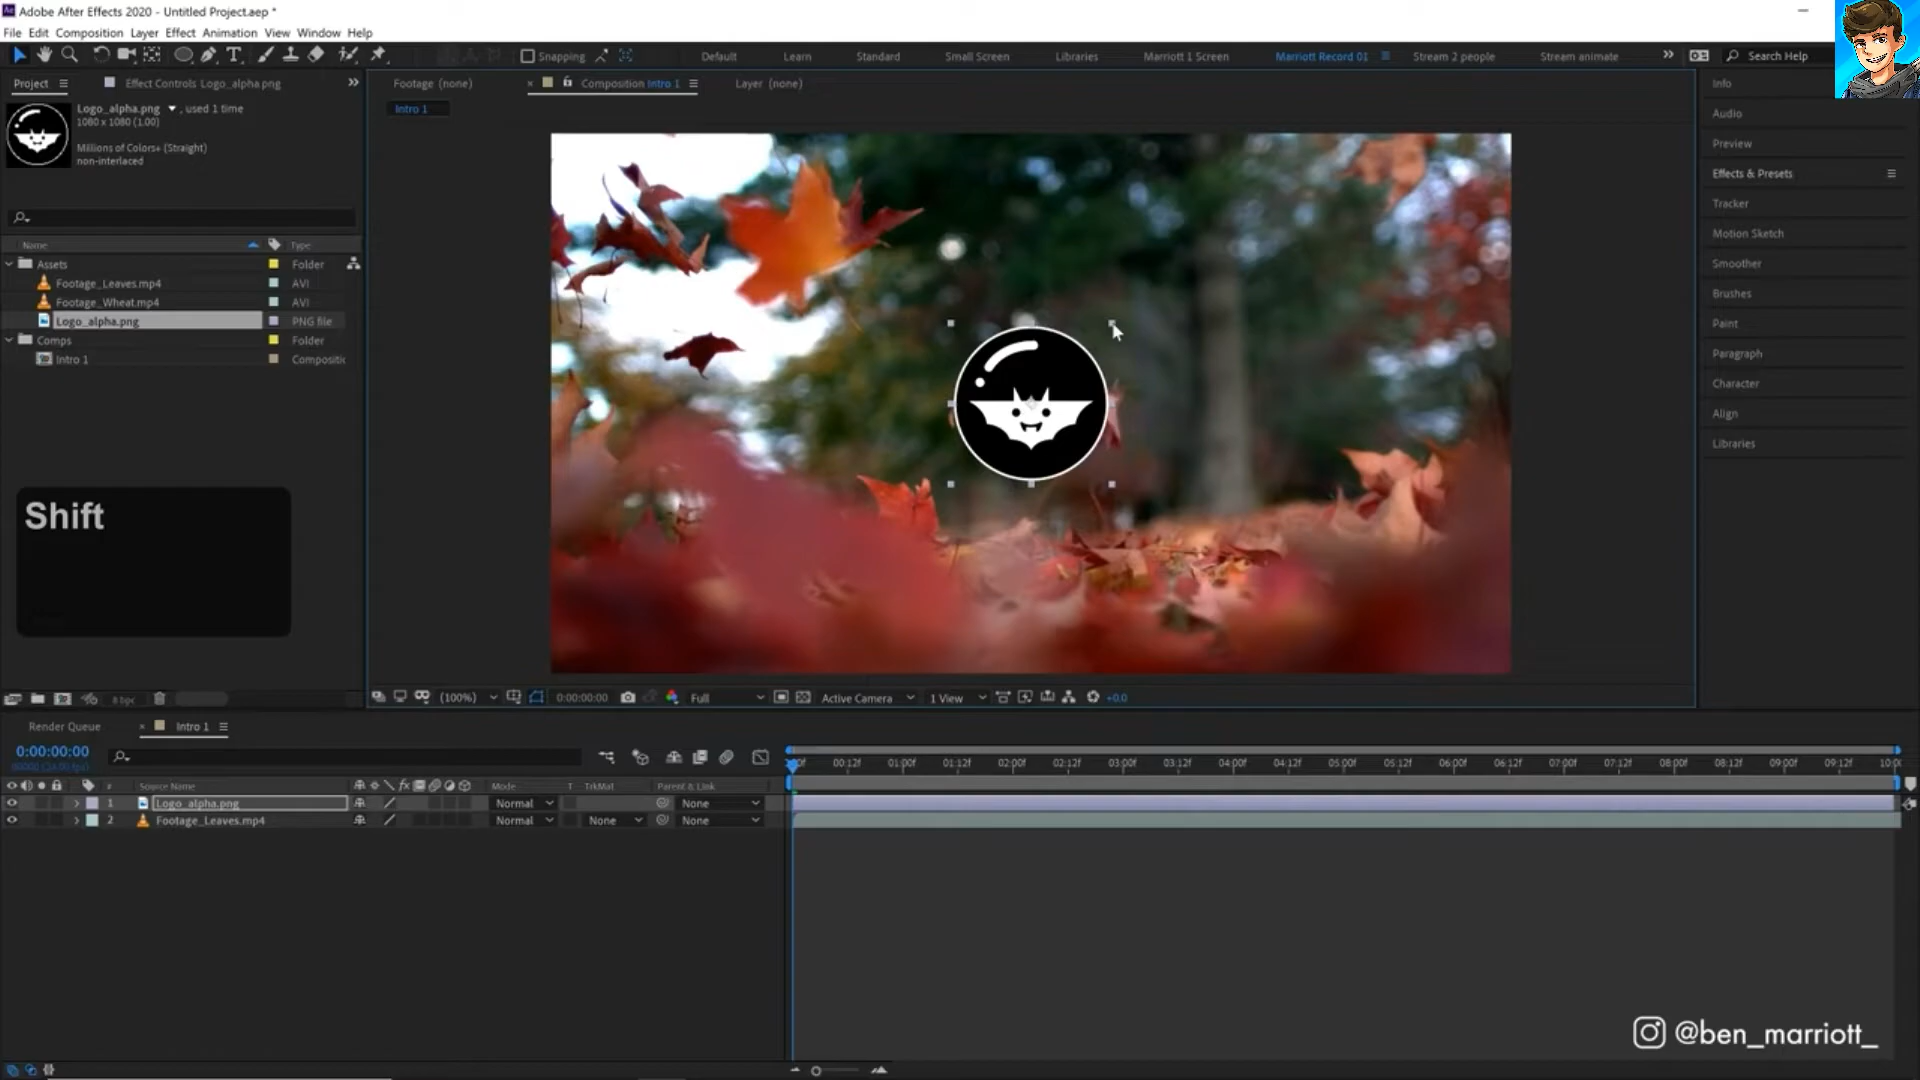 Adobe After Effects 2020 - Untitled Project.aep *
File Edit Composition Layer Effect Animation View Window Help
Snapping Default Learn Standard Small Screen Libraries Marriott 1 Screen Marriott Record 01 Stream 2 people Stream animate Search Help
Project Effect Controls Logo_alpha.png
Footage (none) Composition Intro 1 Layer (none)
Logo_alpha.png , used 1 time
1080 x 1080 (1.00)
Millions of Colors+ (Straight)
non-interlaced
Intro 1
Name Type
Assets Folder
Footage_Leaves.mp4 AVI
Footage_Wheat.mp4 AVI
Logo_alpha.png PNG file
Comps Folder
Intro 1 Compositic
Shift
Info
Audio
Preview
Effects & Presets
Tracker
Motion Sketch
Smoother
Brushes
Paint
Paragraph
Character
Align
Libraries
8 bpc
(100%) 0:00:00:00 Full Active Camera 1 View +0.0
Render Queue Intro 1
0:00:00:00
# Source Name Mode T TrkMat Parent & Link
1 Logo_alpha.png Normal None
2 Footage_Leaves.mp4 Normal None None
00:12f 01:00f 01:12f 02:00f 02:12f 03:00f 03:12f 04:00f 04:12f 05:00f 05:12f 06:00f 06:12f 07:00f 07:12f 08:00f 08:12f 09:00f 09:12f
@ben_marriott_